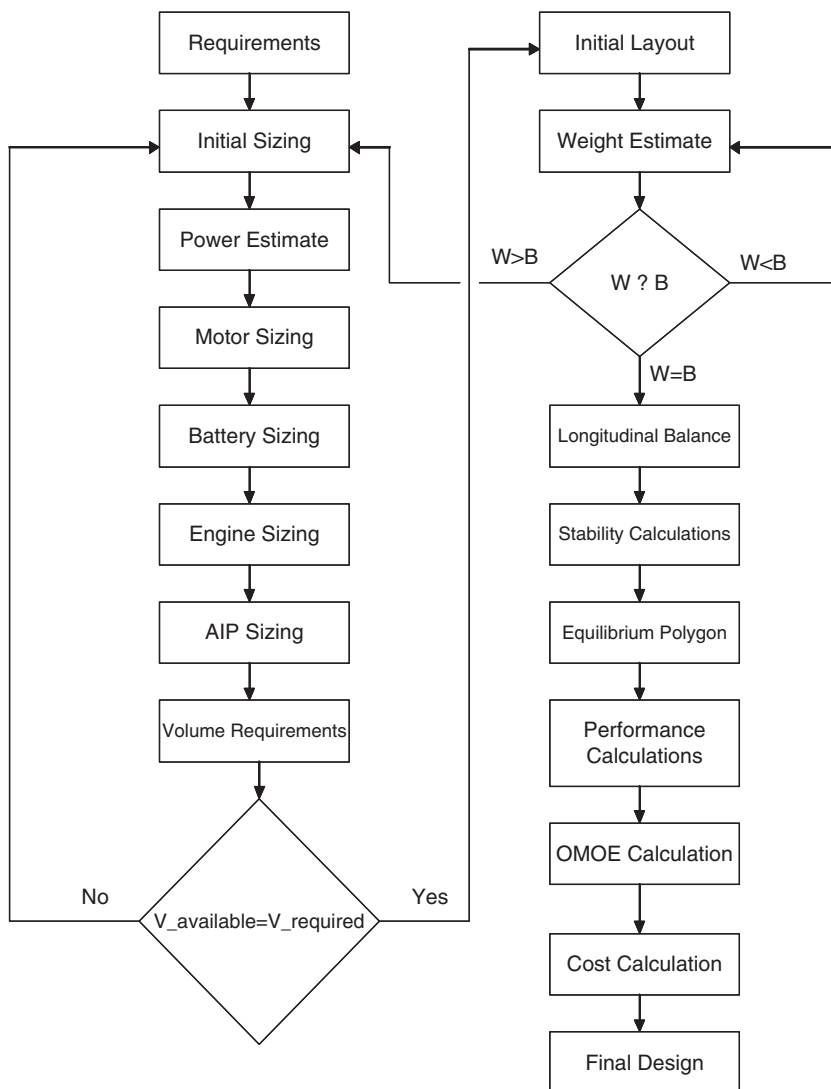 Requirements
Initial Sizing
Power Estimate
Motor Sizing
Battery Sizing
Engine Sizing
AIP Sizing
Volume Requirements
No
V_available=V_required
Yes
Initial Layout
Weight Estimate
W>B
W ? B
W<B
W=B
Longitudinal Balance
Stability Calculations
Equilibrium Polygon
Performance
Calculations
OMOE Calculation
Cost Calculation
Final Design